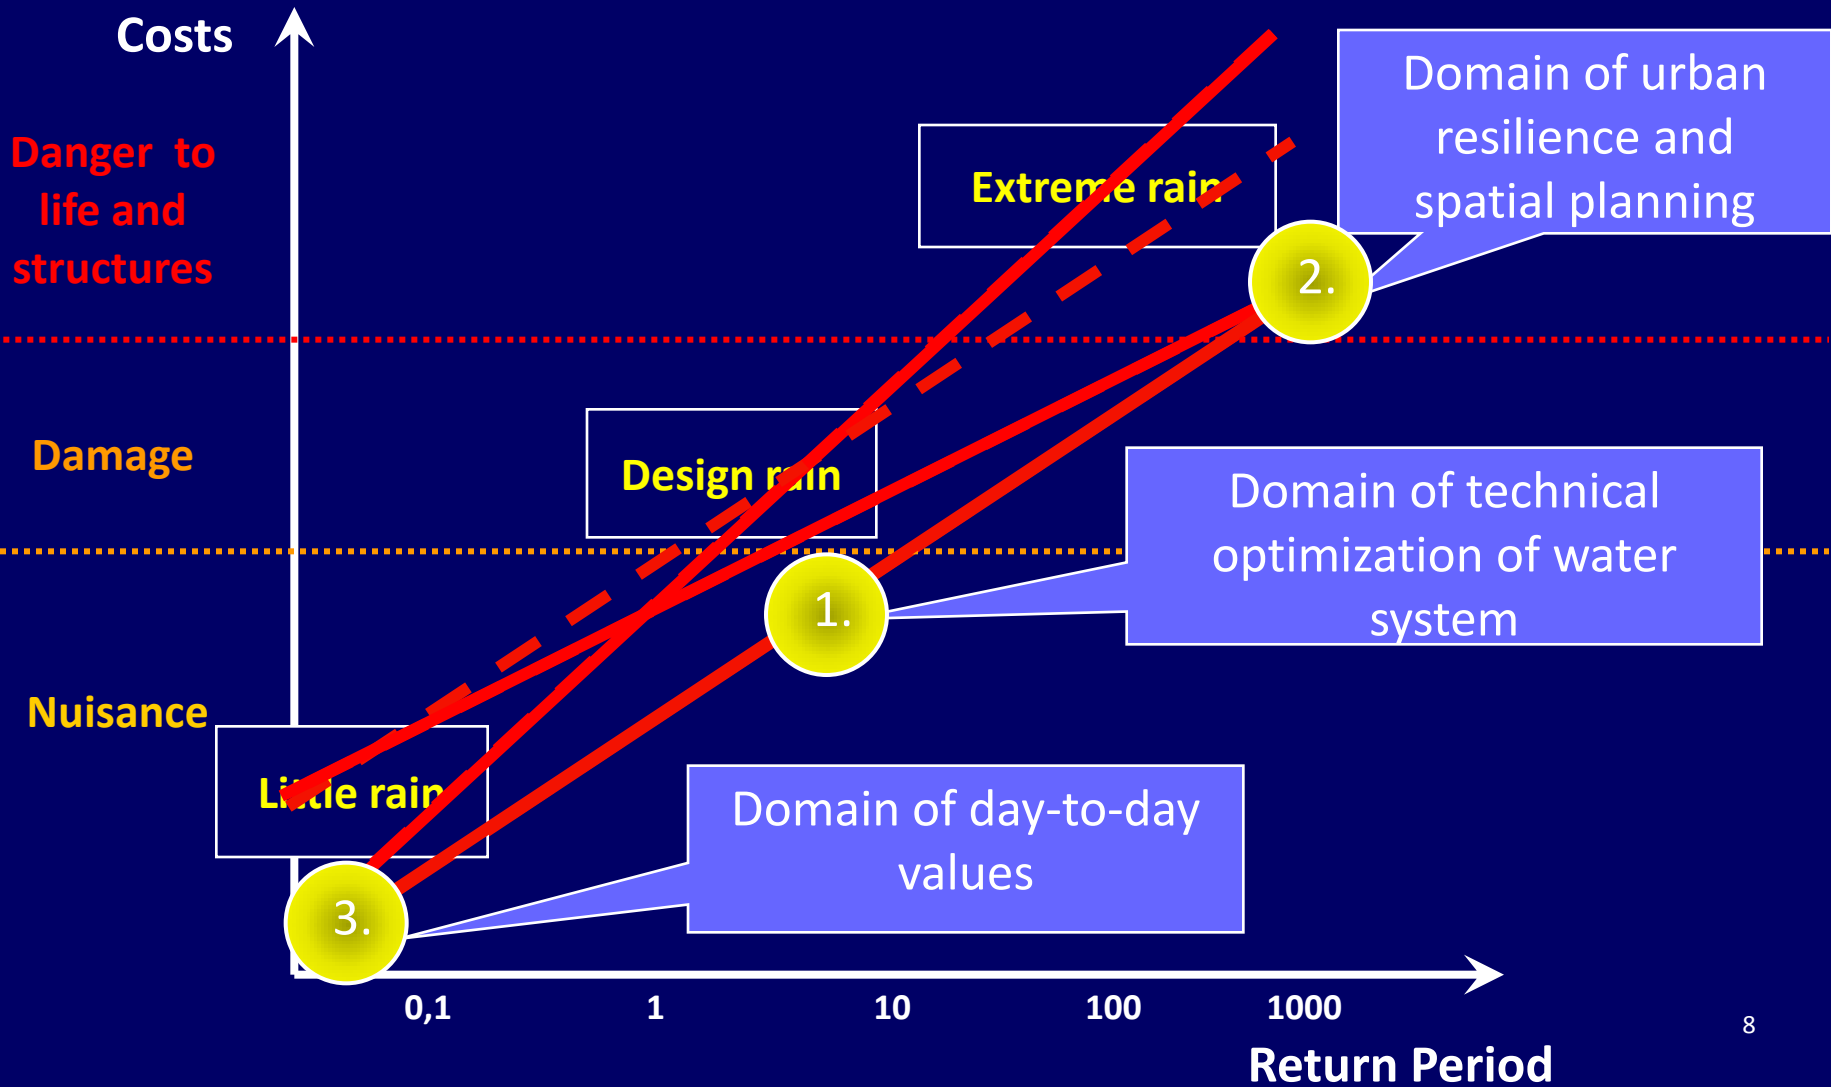 Costs
Danger to
life and
structures
Damage
Nuisance
Extreme rain
Design rain
Little rain
Domain of urban
resilience and
spatial planning
2.
Domain of technical
optimization of water
system
1.
Domain of day-to-day
values
3.
0,1 1 10 100 1000
Return Period
8